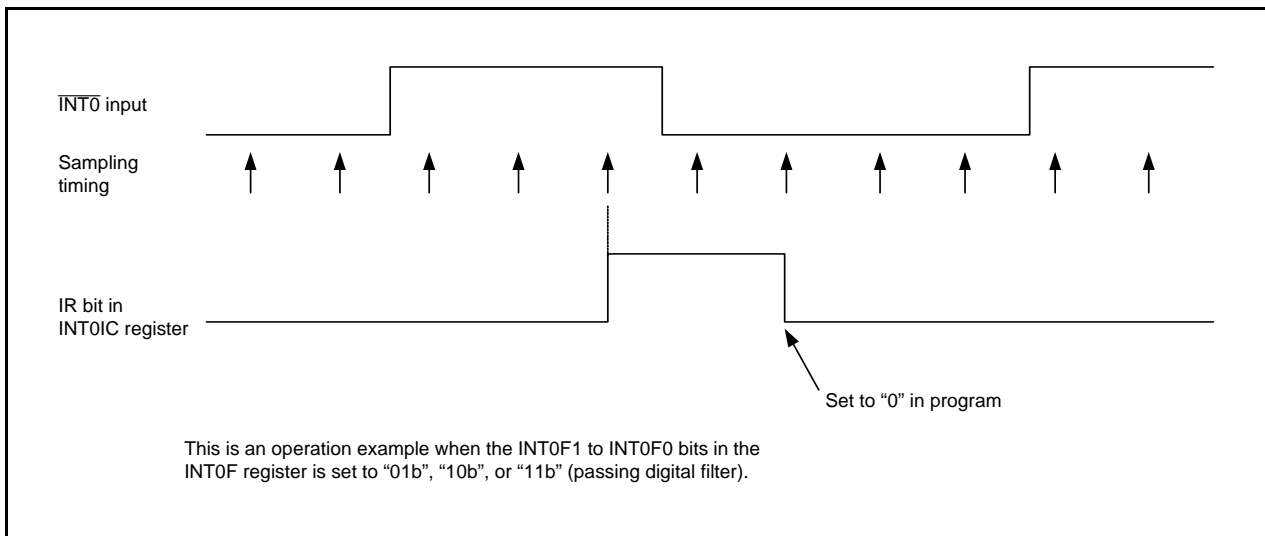 INT0 input
Sampling
timing
IR bit in
INT0IC register
Set to “0” in program
This is an operation example when the INT0F1 to INT0F0 bits in the
INT0F register is set to “01b”, “10b”, or “11b” (passing digital filter).